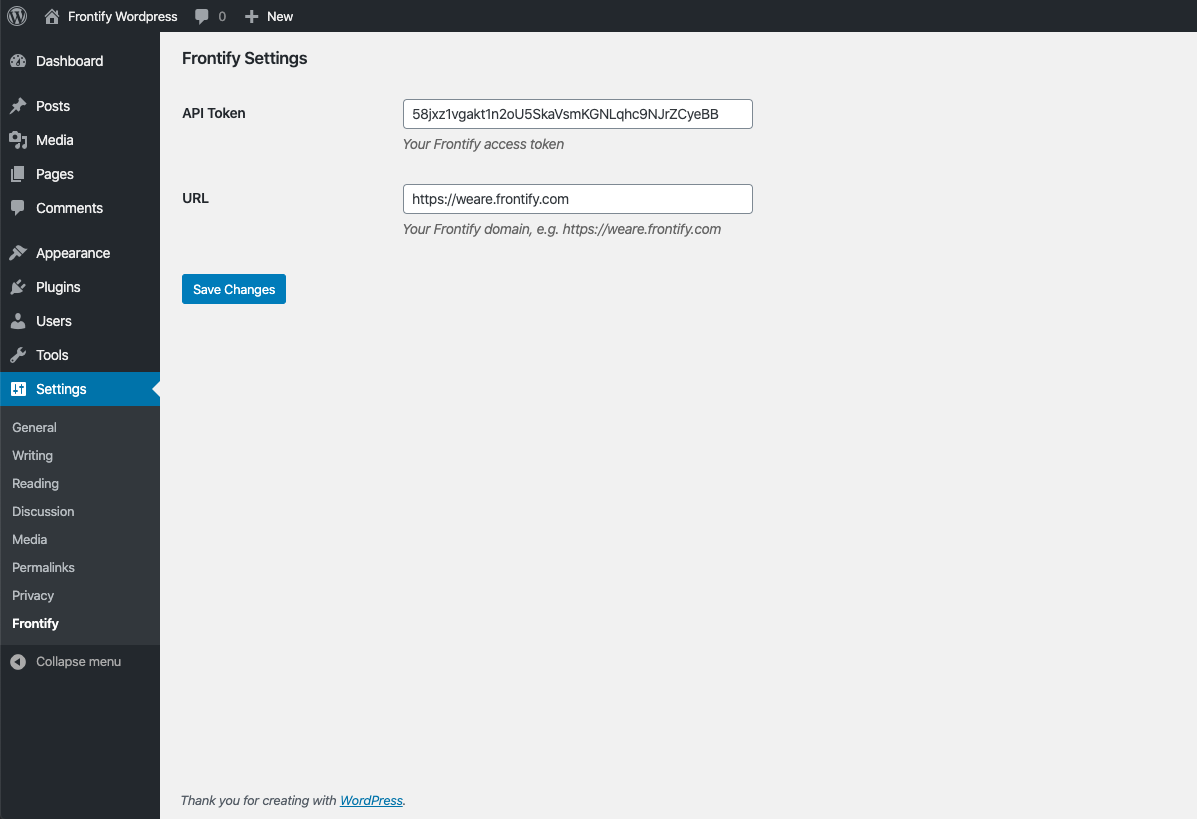 Frontify Wordpress 0 New
Dashboard
Posts
Media
Pages
Comments
Appearance
Plugins
Users
Tools
Settings
General
Writing
Reading
Discussion
Media
Permalinks
Privacy
Frontify
Collapse menu
Frontify Settings
API Token
58jxz1vgakt1n2oU5SkaVsmKGNLqhc9NJrZCyeBB
Your Frontify access token
URL
https://weare.frontify.com
Your Frontify domain, e.g. https://weare.frontify.com
Save Changes
Thank you for creating with WordPress.